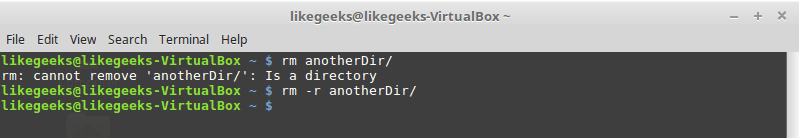 likegeeks@likegeeks-VirtualBox ~
File Edit View Search Terminal Help
likegeeks@likegeeks-VirtualBox ~ $ rm anotherDir/
rm: cannot remove 'anotherDir/': Is a directory
likegeeks@likegeeks-VirtualBox ~ $ rm -r anotherDir/
likegeeks@likegeeks-VirtualBox ~ $